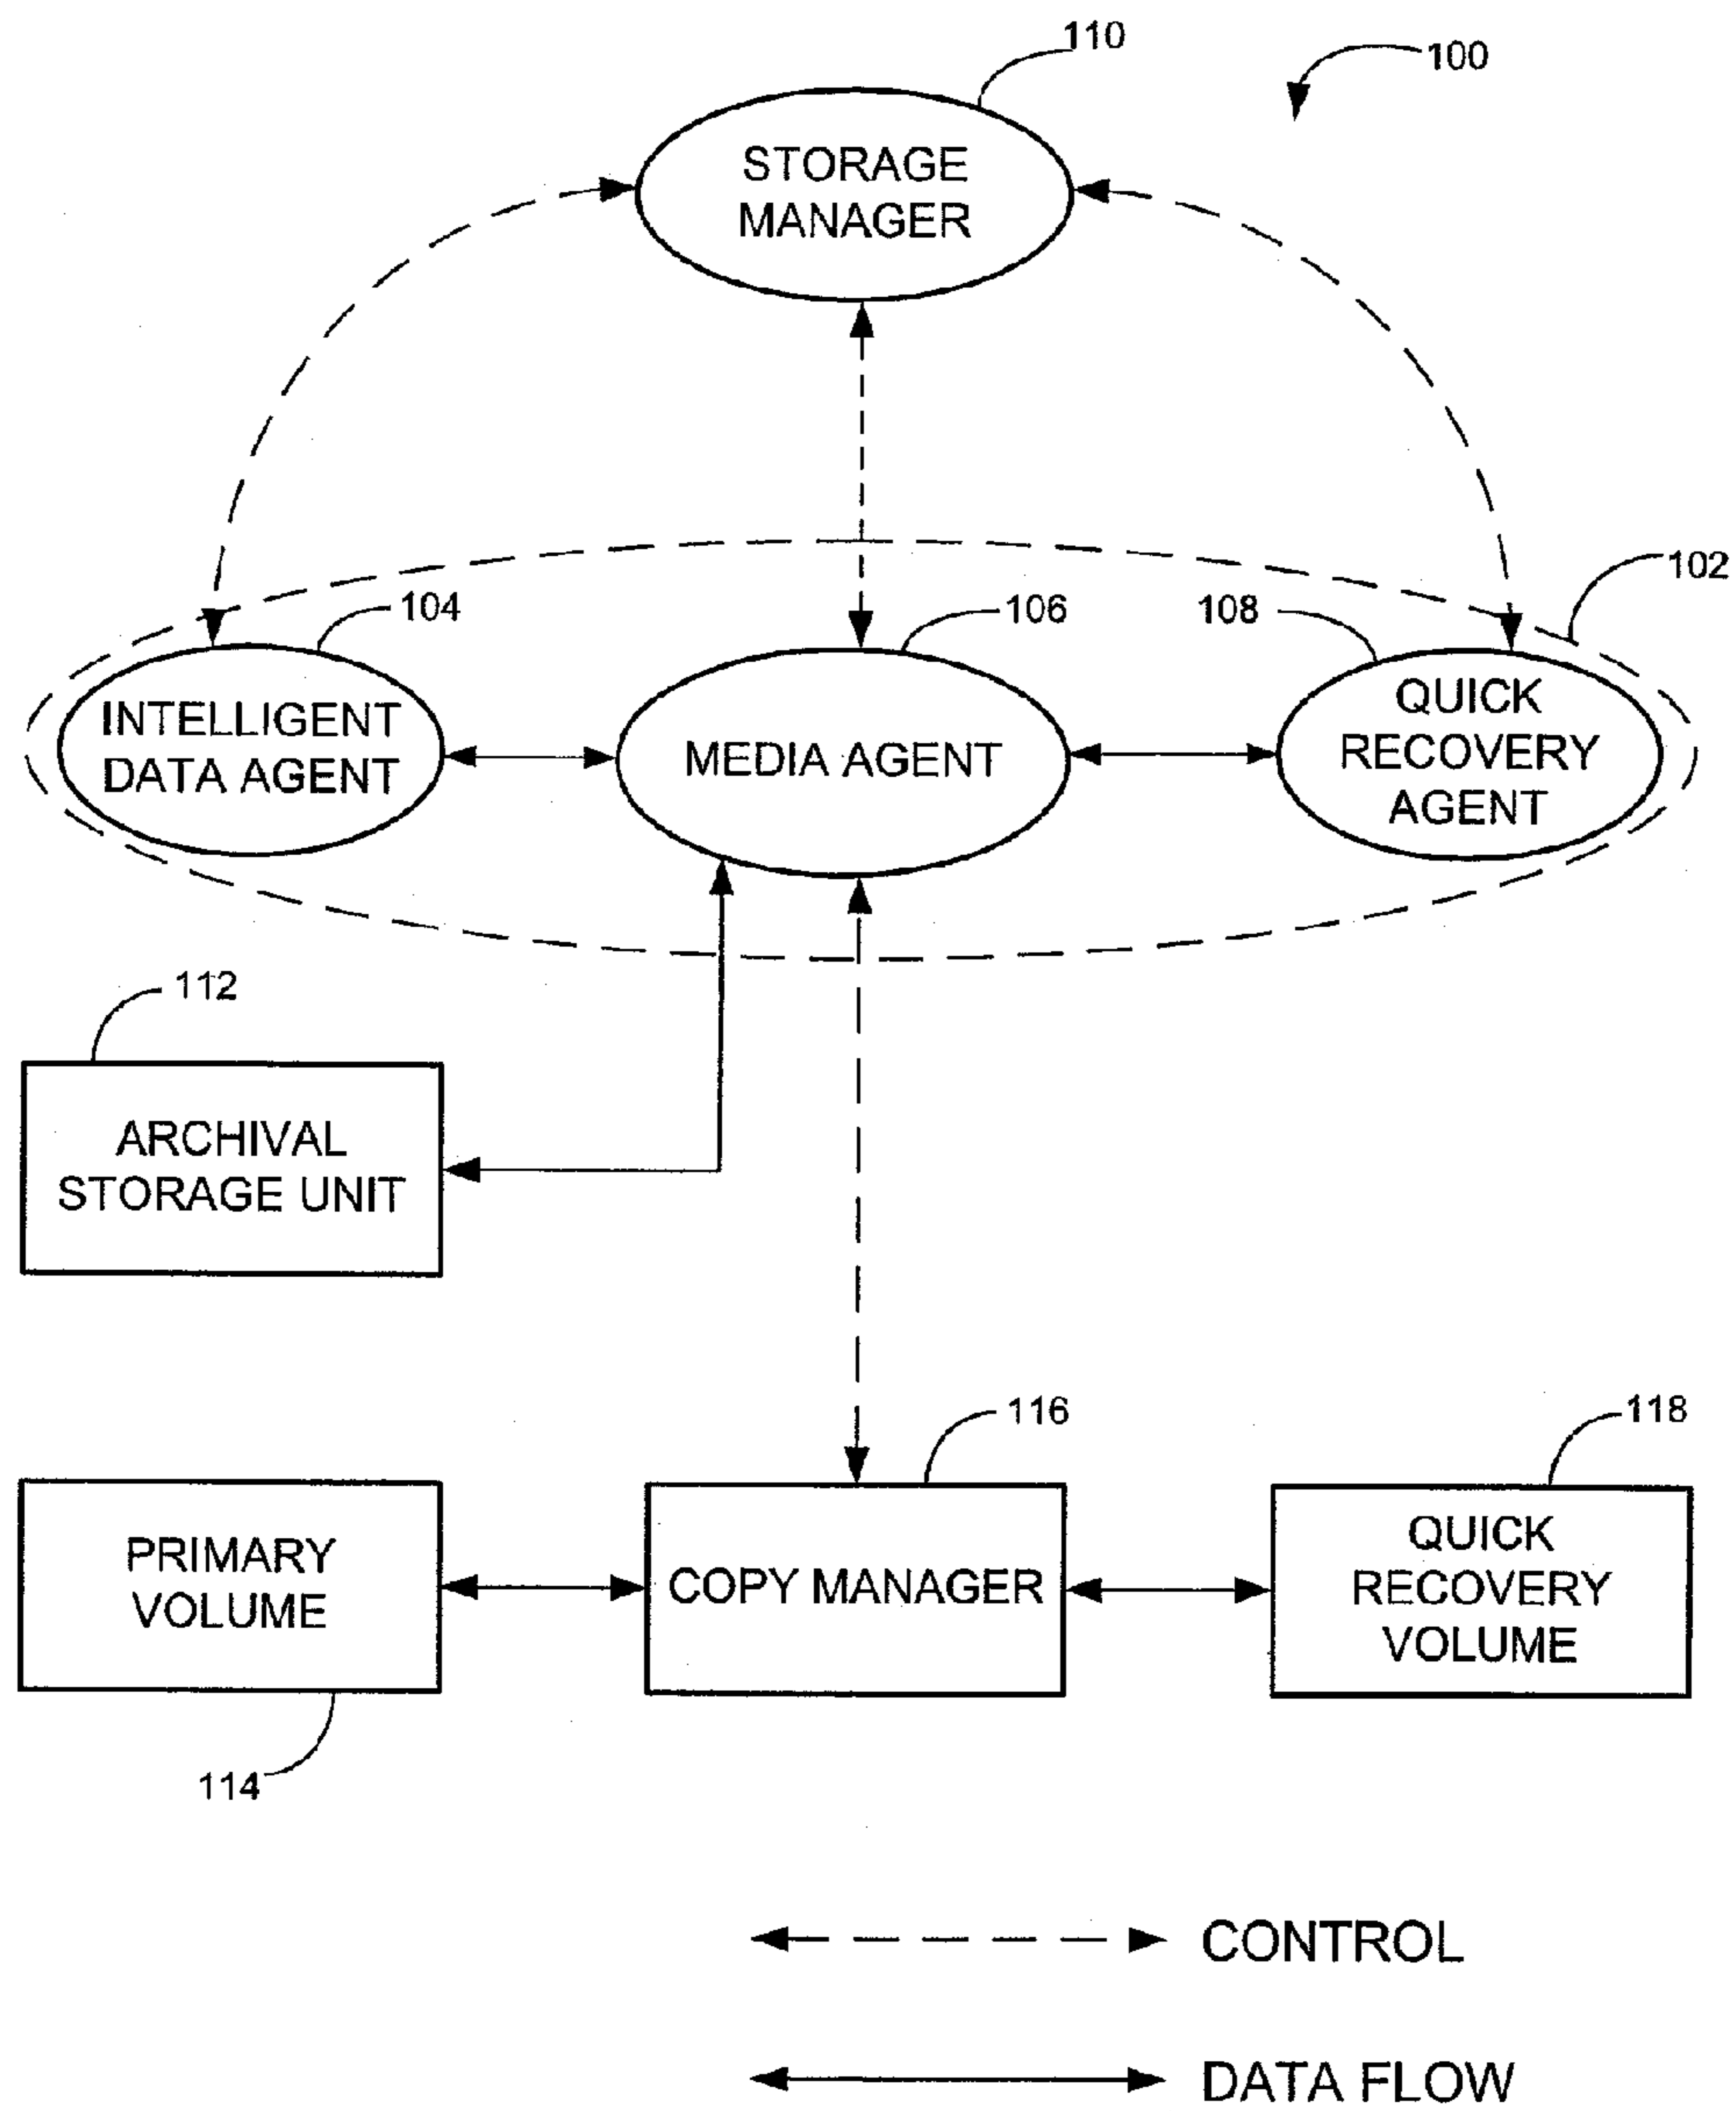 110
100
STORAGE
MANAGER
102
104
106
108
INTELLIGENT
DATA AGENT
MEDIA AGENT
QUICK
RECOVERY
AGENT
112
ARCHIVAL
STORAGE UNIT
116
118
PRIMARY
VOLUME
COPY MANAGER
QUICK
RECOVERY
VOLUME
114
CONTROL
DATA FLOW